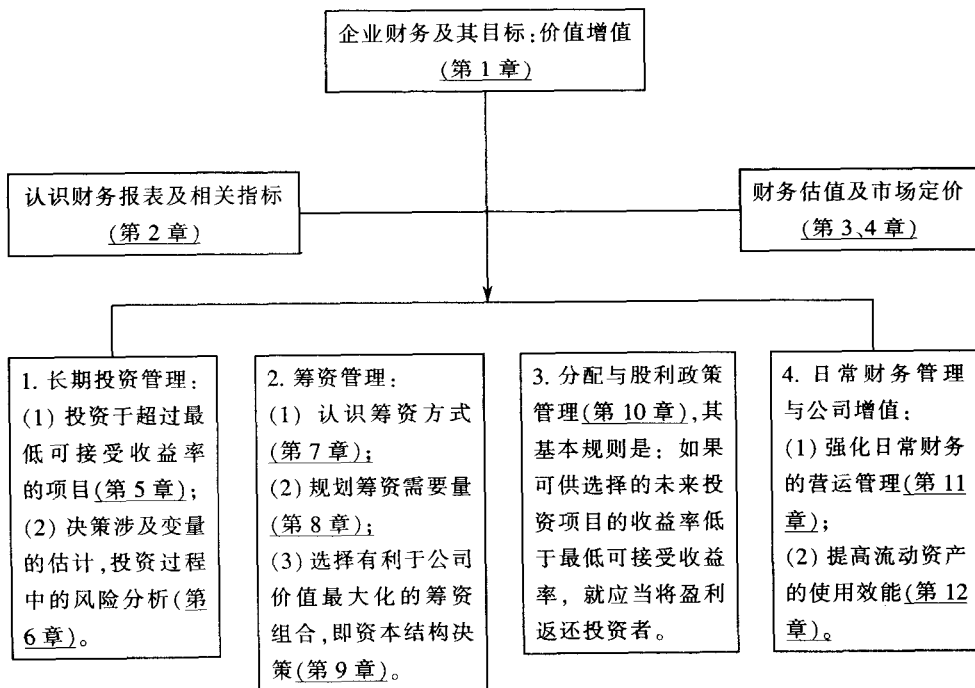 企业财务及其目标:价值增值
(第1章)
认识财务报表及相关指标
(第2章)
财务估值及市场定价
(第3、4章)
1. 长期投资管理:
(1) 投资于超过最
低可接受收益率
的项目(第5章);
(2) 决策涉及变量
的估计,投资过程
中的风险分析(第
6章)。
2. 筹资管理:
(1) 认识筹资方式
(第7章);
(2) 规划筹资需要量
(第8章);
(3) 选择有利于公司
价值最大化的筹资
组合,即资本结构决
策(第9章)。
3. 分配与股利政策
管理(第10章),其
基本规则是: 如果
可供选择的未来投
资项目的收益率低
于最低可接受收益
率, 就应当将盈利
返还投资者。
4. 日常财务管理
与公司增值:
(1) 强化日常财务
的营运管理(第11
章);
(2) 提高流动资产
的使用效能(第12
章)。